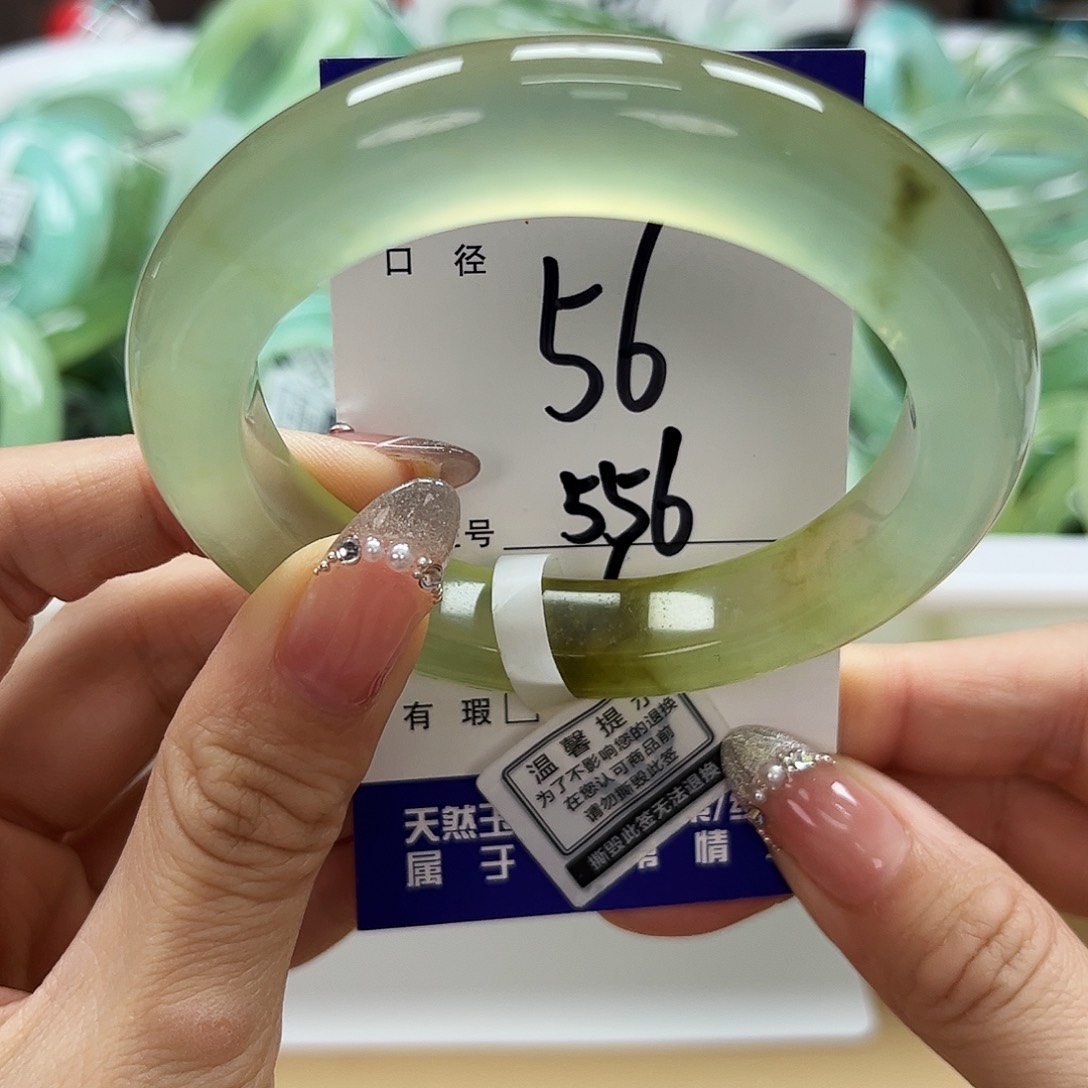 口 径 56
号 556
有 瑕
温馨提示
为了不影响您的退换
在您认可商品前
请勿撕毁此签
撕毁此签无法退换
天然玉
属 于 情